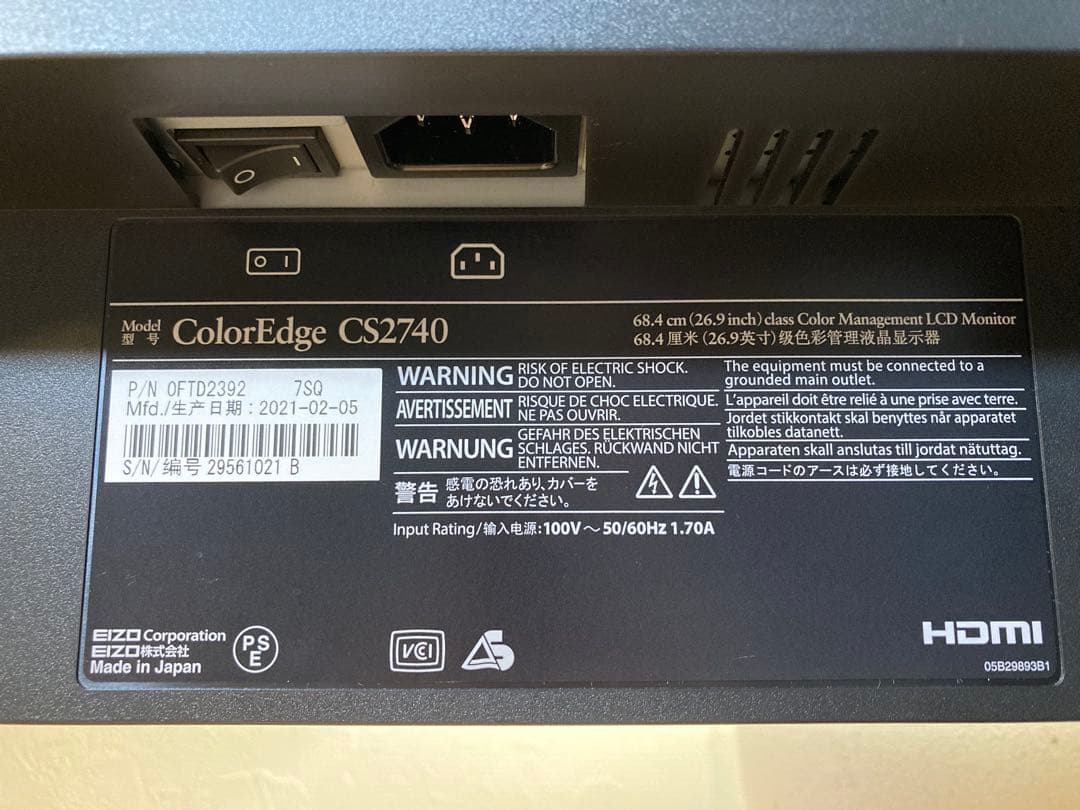 Model
型 号
ColorEdge CS2740
68.4 cm (26.9 inch) class Color Management LCD Monitor
68.4 厘米 (26.9英寸) 级色彩管理液晶显示器
P/N 0FTD2392 7SQ
Mfd./生产日期: 2021-02-05
S/N/编号 29561021 B
WARNING RISK OF ELECTRIC SHOCK.
DO NOT OPEN.
AVERTISSEMENT RISQUE DE CHOC ELECTRIQUE.
NE PAS OUVRIR.
WARNUNG GEFAHR DES ELEKTRISCHEN
SCHLAGES. RÜCKWAND NICHT
ENTFERNEN.
警告 感電の恐れあり、カバーを
あけないでください。
Input Rating/输入电源: 100V ～ 50/60Hz 1.70A
The equipment must be connected to a
grounded main outlet.
L'appareil doit être relié à une prise avec terre.
Jordet stikkontakt skal benyttes når apparatet
tilkobles datanett.
Apparaten skall anslutas till jordat nätuttag.
電源コードのアースは必ず接地してください。
EIZO Corporation
EIZO株式会社
Made in Japan
PSE
VCI
HDMI
05B29893B1